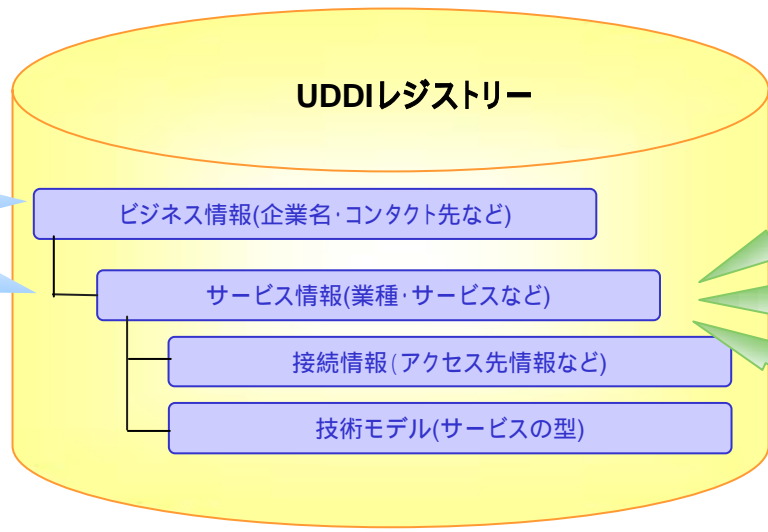 UDDIレジストリー
ビジネス情報(企業名・コンタクト先など)
サービス情報(業種・サービスなど)
接続情報(アクセス先情報など)
技術モデル(サービスの型)